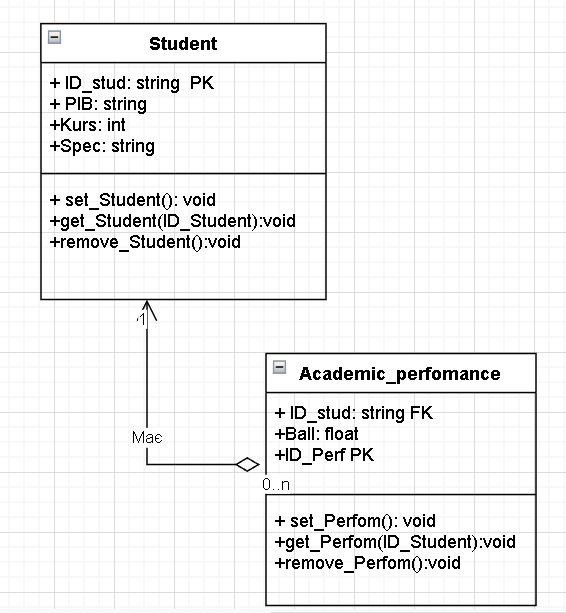 Student
+ ID_stud: string PK
+ PIB: string
+Kurs: int
+Spec: string
+ set_Student(): void
+get_Student(ID_Student):void
+remove_Student():void
1
Має
0..n
Academic_perfomance
+ ID_stud: string FK
+Ball: float
+ID_Perf PK
+ set_Perfom(): void
+get_Perfom(ID_Student):void
+remove_Perfom():void